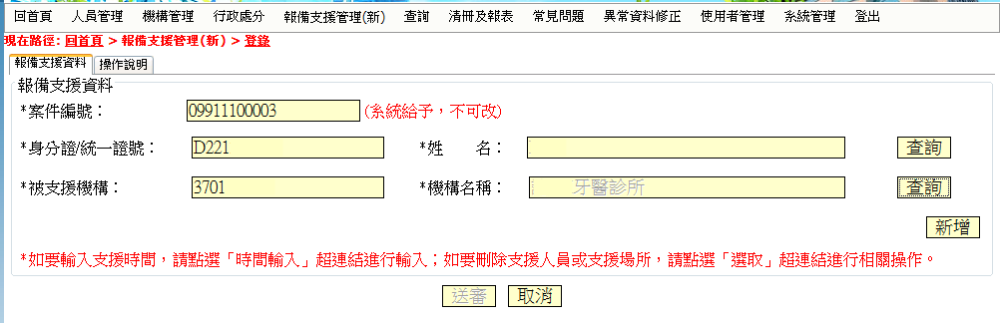 回首頁 人員管理 機構管理 行政處分 報備支援管理(新) 查詢 清冊及報表 常見問題 異常資料修正 使用者管理 系統管理 登出
現在路徑: 回首頁 > 報備支援管理(新) > 登錄
報備支援資料 操作說明
報備支援資料
*案件編號： 09911100003 (系統給予，不可改)
*身分證/統一證號： D221 *姓 名： 查詢
*被支援機構： 3701 *機構名稱： 牙醫診所 查詢
新增
*如要輸入支援時間，請點選「時間輸入」超連結進行輸入；如要刪除支援人員或支援場所，請點選「選取」超連結進行相關操作。
送審 取消